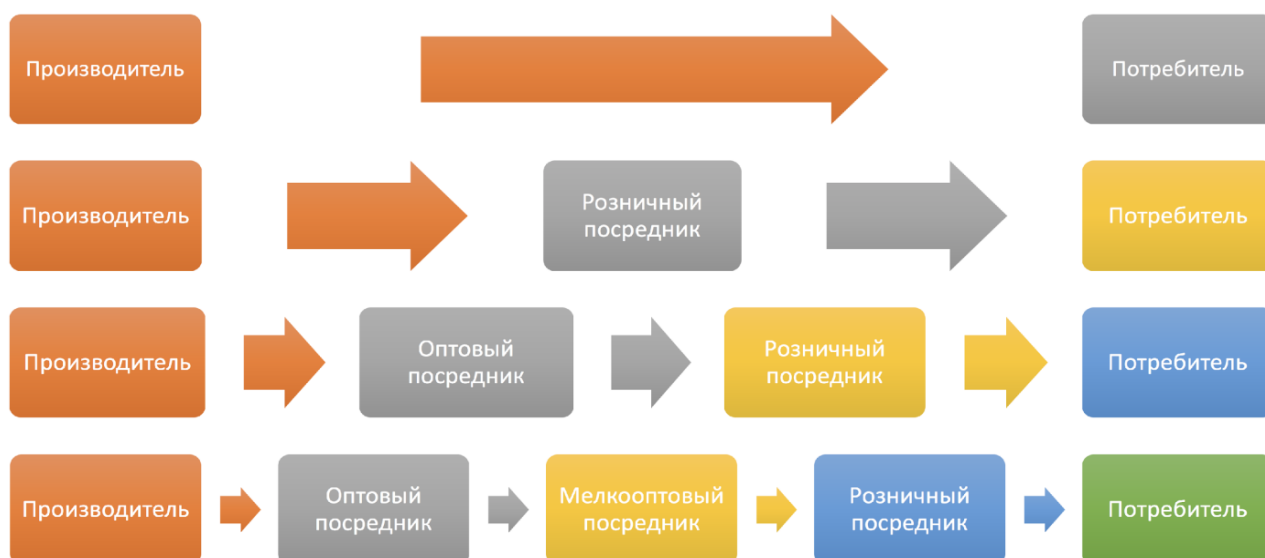 Производитель
Потребитель
Производитель
Розничный
посредник
Потребитель
Производитель
Оптовый
посредник
Розничный
посредник
Потребитель
Производитель
Оптовый
посредник
Мелкооптовый
посредник
Розничный
посредник
Потребитель